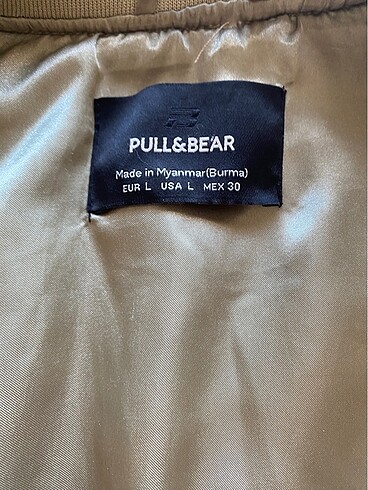 PULL&BEAR
Made in Myanmar(Burma)
EUR L USA L MEX 30